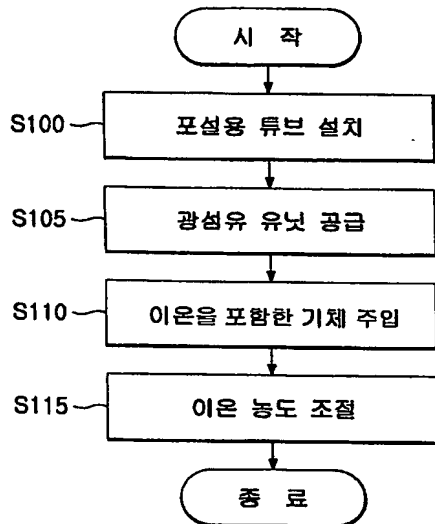 시 작
S100
포설용 튜브 설치
S105
광섬유 유닛 공급
S110
이온을 포함한 기체 주입
S115
이온 농도 조절
종 료